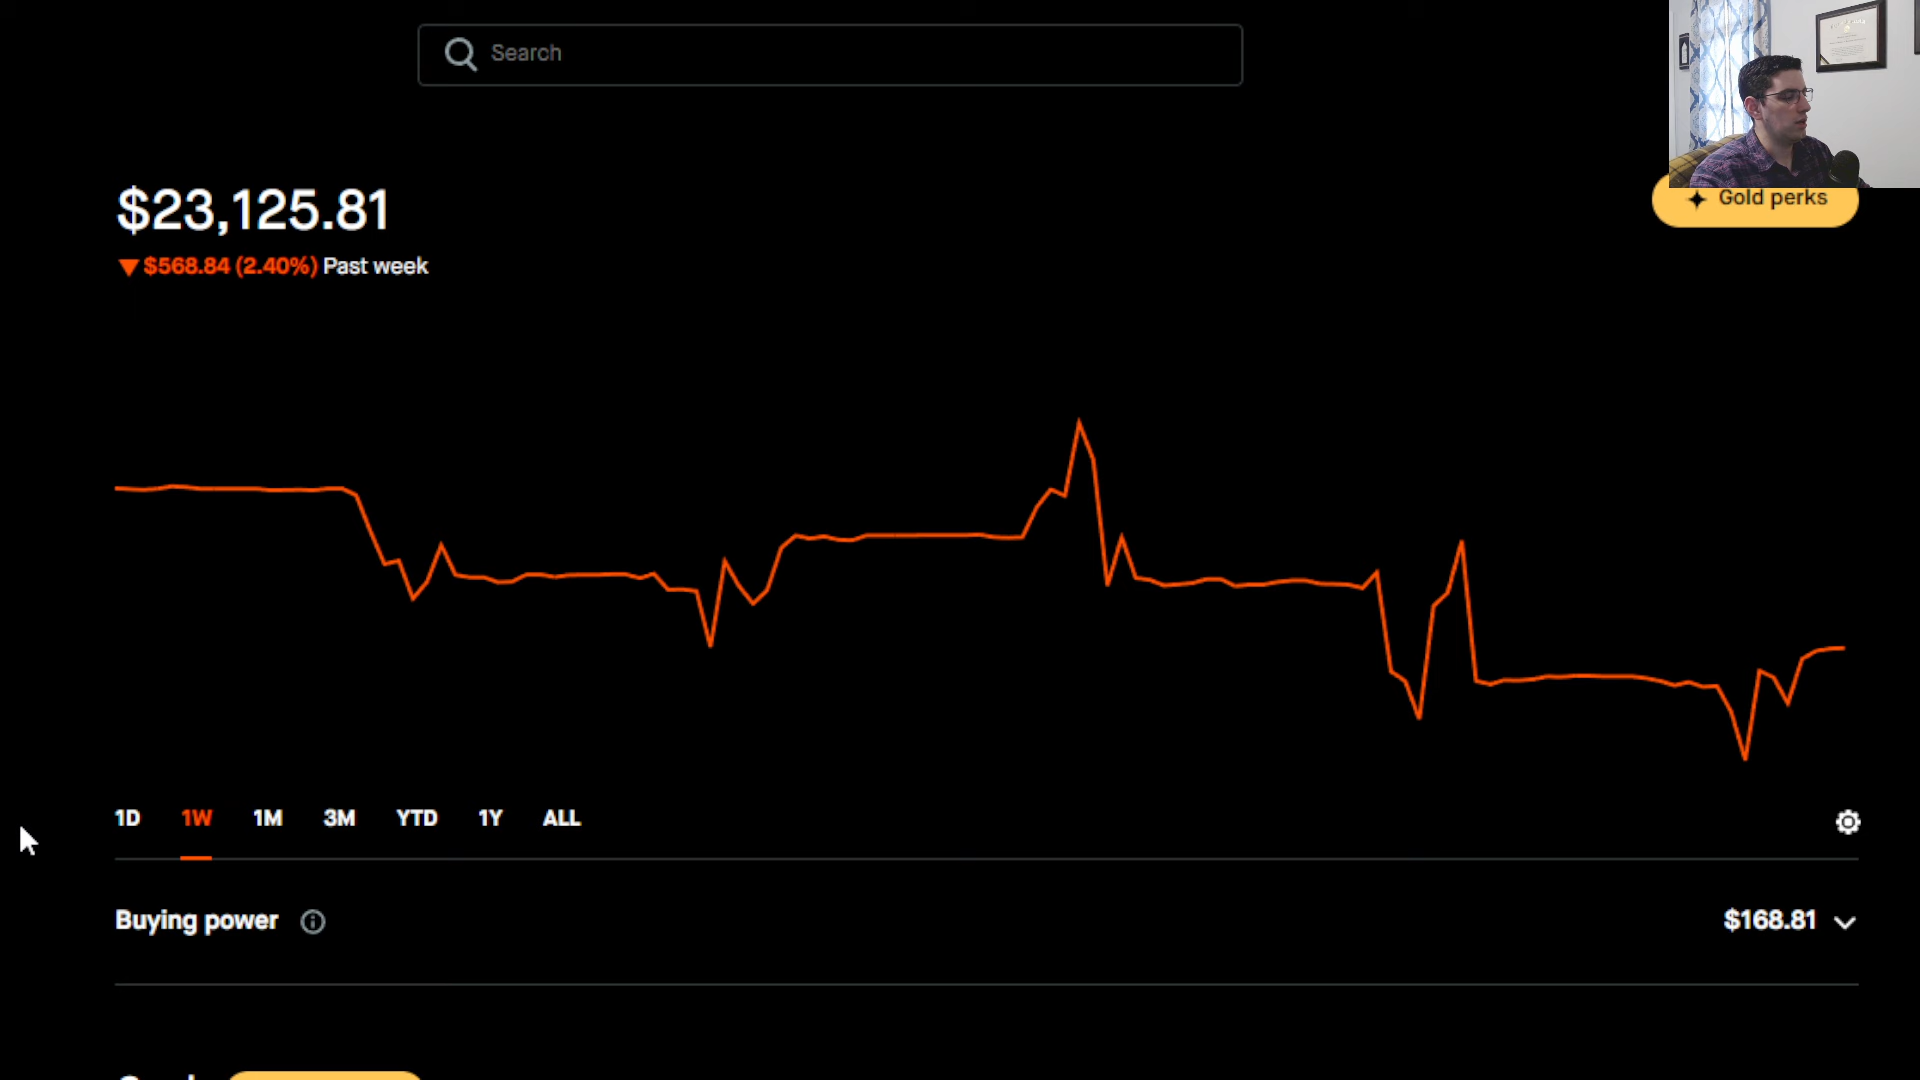 Search
$23,125.81
Gold perks
$568.84 (2.40%) Past week
1D 1W 1M 3M YTD 1Y ALL
Buying power
$168.81